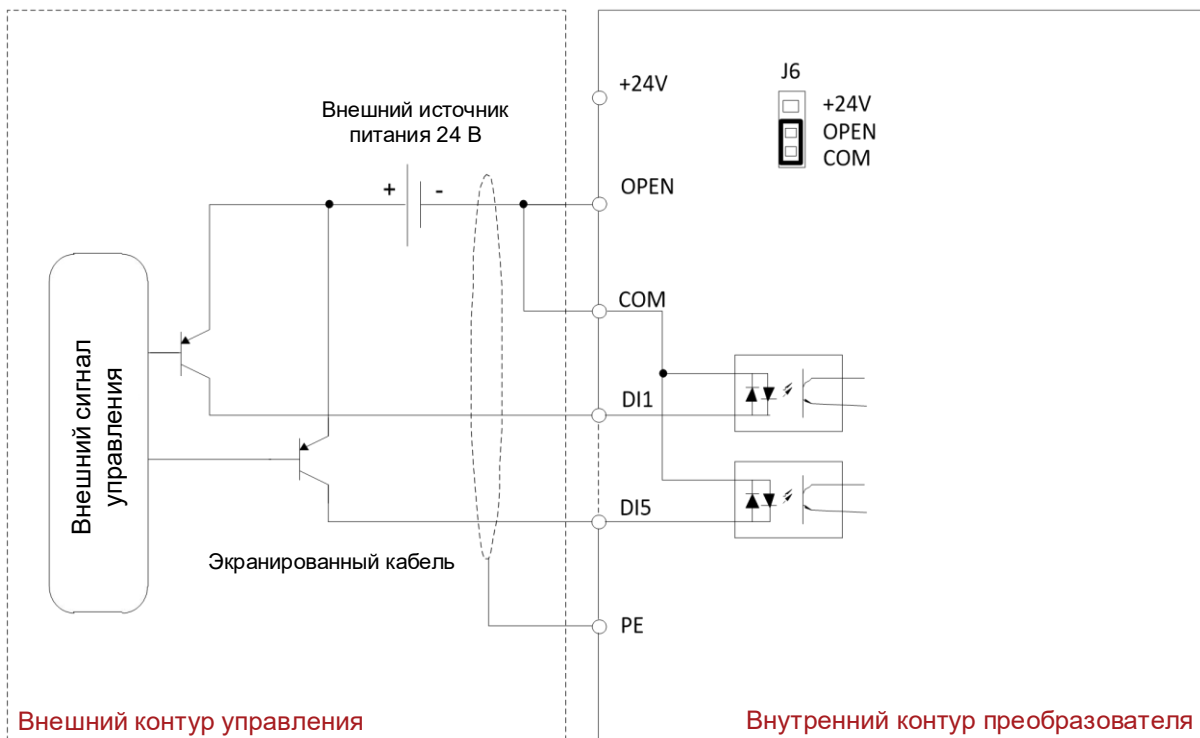 J6
+24V
+24V
OPEN
COM
Внешний источник
питания 24 В
+ -
OPEN
COM
Внешний сигнал
управления
DI1
DI5
Экранированный кабель
PE
Внешний контур управления
Внутренний контур преобразователя